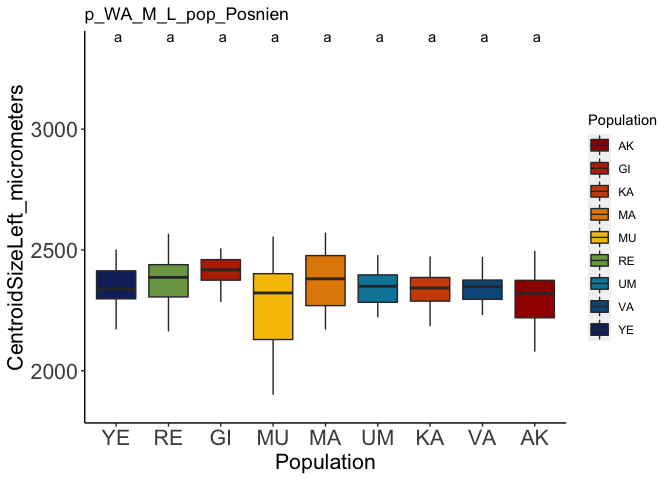 p_WA_M_L_pop_Posnien
a a a a a a a a a
CentroidSizeLeft_micrometers
3000
2500
2000
YE RE GI MU MA UM KA VA AK
Population
Population
AK
GI
KA
MA
MU
RE
UM
VA
YE